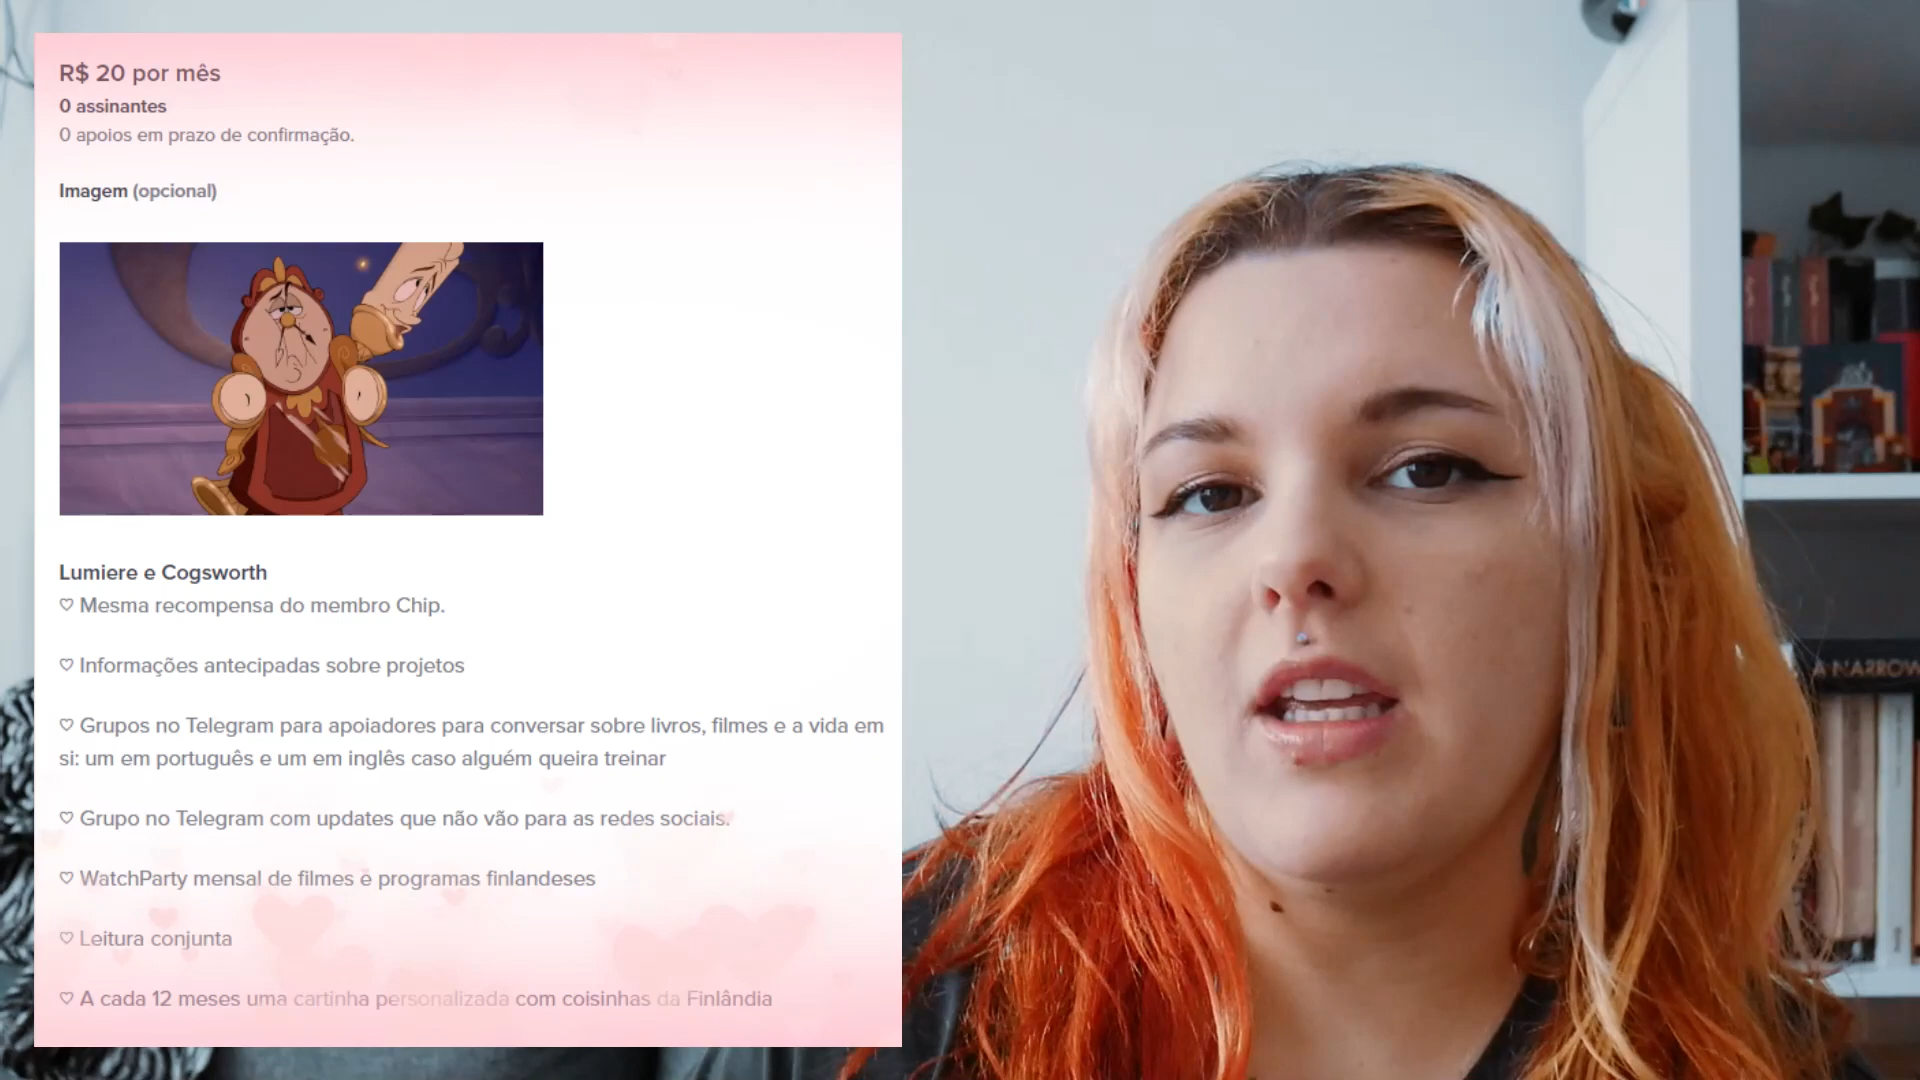 R$ 20 por mês
0 assinantes
0 apoios em prazo de confirmação.
Imagem (opcional)
Lumiere e Cogsworth
♡ Mesma recompensa do membro Chip.
♡ Informações antecipadas sobre projetos
♡ Grupos no Telegram para apoiadores para conversar sobre livros, filmes e a vida em
si: um em português e um em inglês caso alguém queira treinar
♡ Grupo no Telegram com updates que não vão para as redes sociais.
♡ WatchParty mensal de filmes e programas finlandeses
♡ Leitura conjunta
♡ A cada 12 meses uma cartinha personalizada com coisinhas da Finlândia
A NARROW